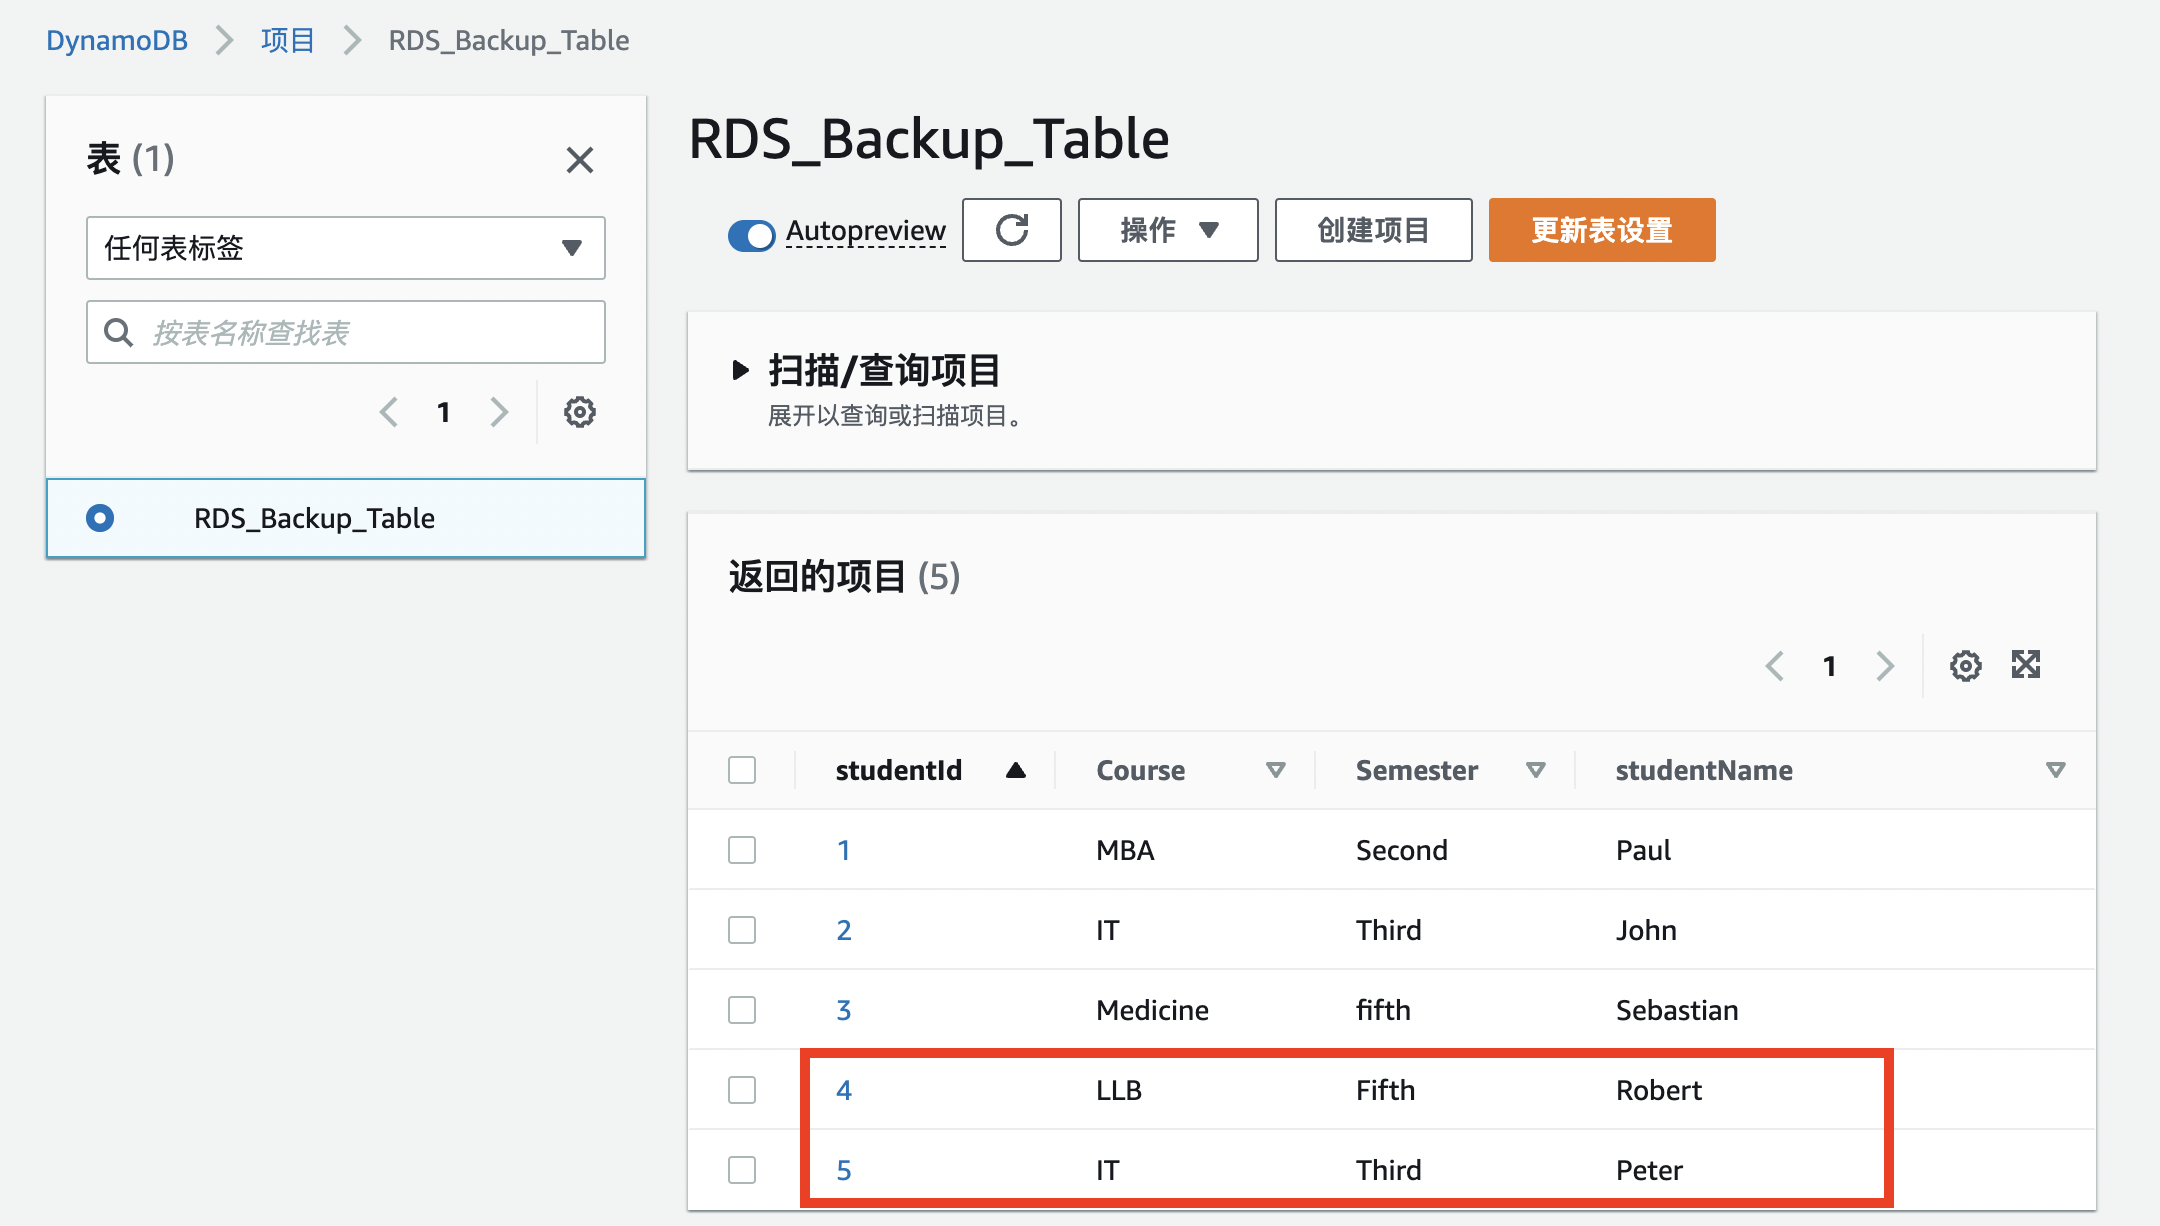 DynamoDB > 项目 > RDS_Backup_Table
表 (1)
任何表标签
按表名称查找表
1
RDS_Backup_Table
RDS_Backup_Table
Autopreview 操作 创建项目 更新表设置
扫描/查询项目
展开以查询或扫描项目。
返回的项目 (5)
1
studentId Course Semester studentName
1 MBA Second Paul
2 IT Third John
3 Medicine fifth Sebastian
4 LLB Fifth Robert
5 IT Third Peter